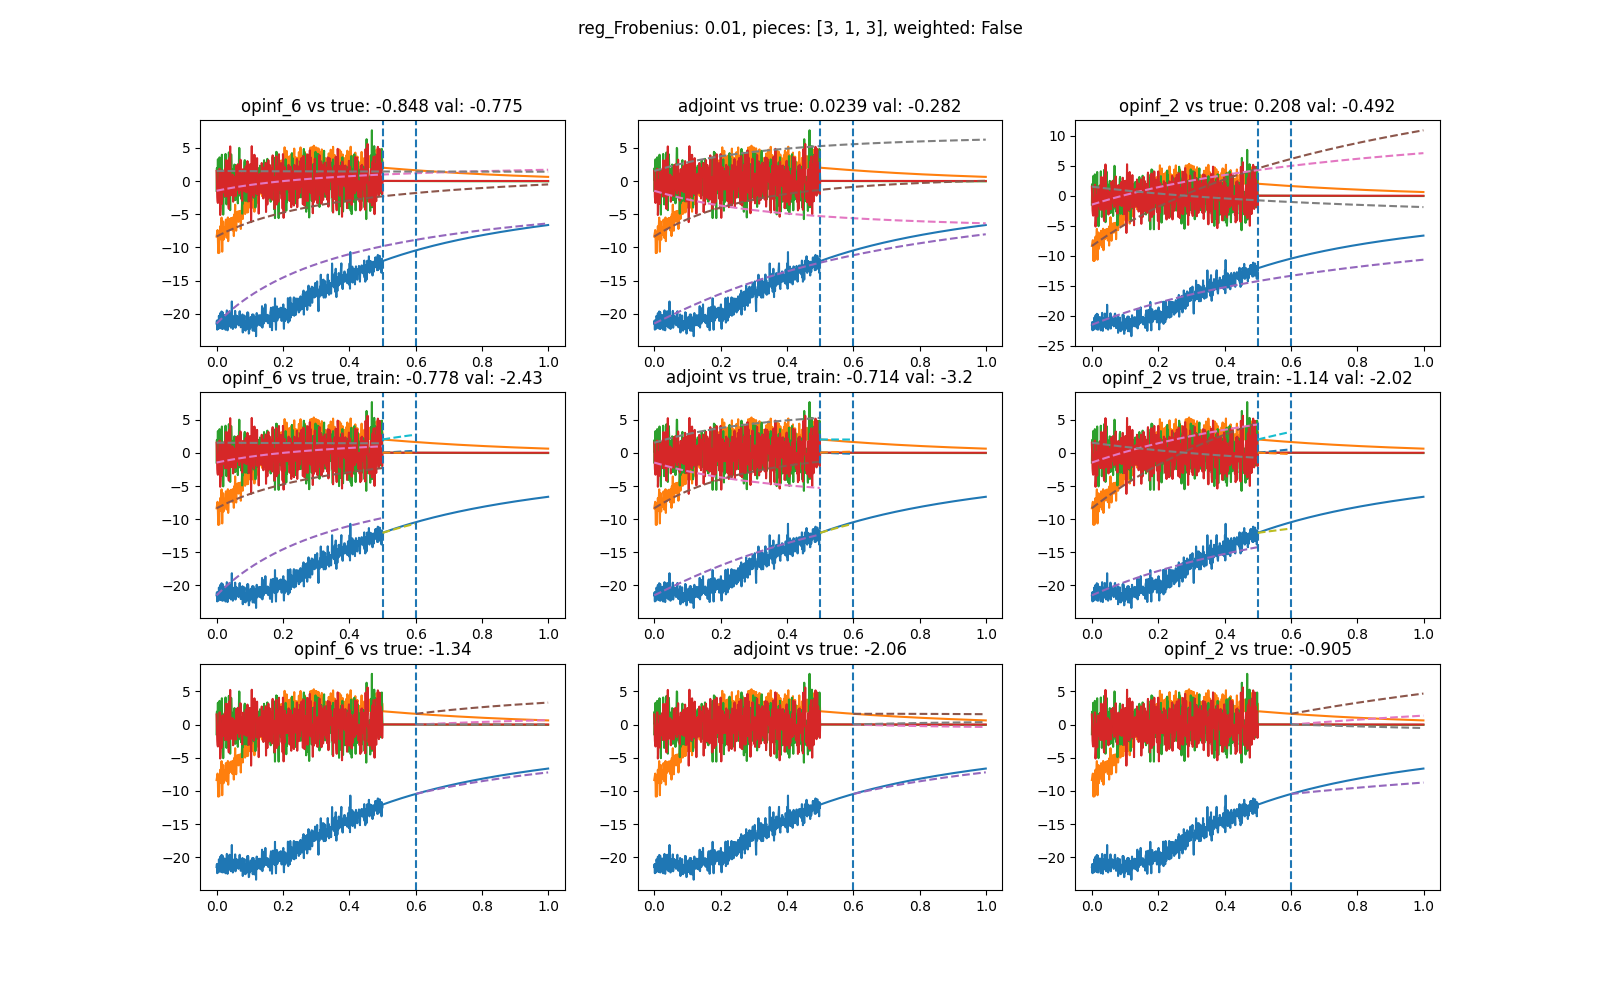 reg_Frobenius: 0.01, pieces: [3, 1, 3], weighted: False
opinf_6 vs true: -0.848 val: -0.775
adjoint vs true: 0.0239 val: -0.282
opinf_2 vs true: 0.208 val: -0.492
5
0
−5
−10
−15
−20
0.0 0.2 0.4 0.6 0.8 1.0
5
0
−5
−10
−15
−20
0.0 0.2 0.4 0.6 0.8 1.0
10
5
0
−5
−10
−15
−20
−25
0.0 0.2 0.4 0.6 0.8 1.0
opinf_6 vs true, train: -0.778 val: -2.43
adjoint vs true, train: -0.714 val: -3.2
opinf_2 vs true, train: -1.14 val: -2.02
5
0
−5
−10
−15
−20
0.0 0.2 0.4 0.6 0.8 1.0
5
0
−5
−10
−15
−20
0.0 0.2 0.4 0.6 0.8 1.0
5
0
−5
−10
−15
−20
0.0 0.2 0.4 0.6 0.8 1.0
opinf_6 vs true: -1.34
adjoint vs true: -2.06
opinf_2 vs true: -0.905
5
0
−5
−10
−15
−20
0.0 0.2 0.4 0.6 0.8 1.0
5
0
−5
−10
−15
−20
0.0 0.2 0.4 0.6 0.8 1.0
5
0
−5
−10
−15
−20
0.0 0.2 0.4 0.6 0.8 1.0